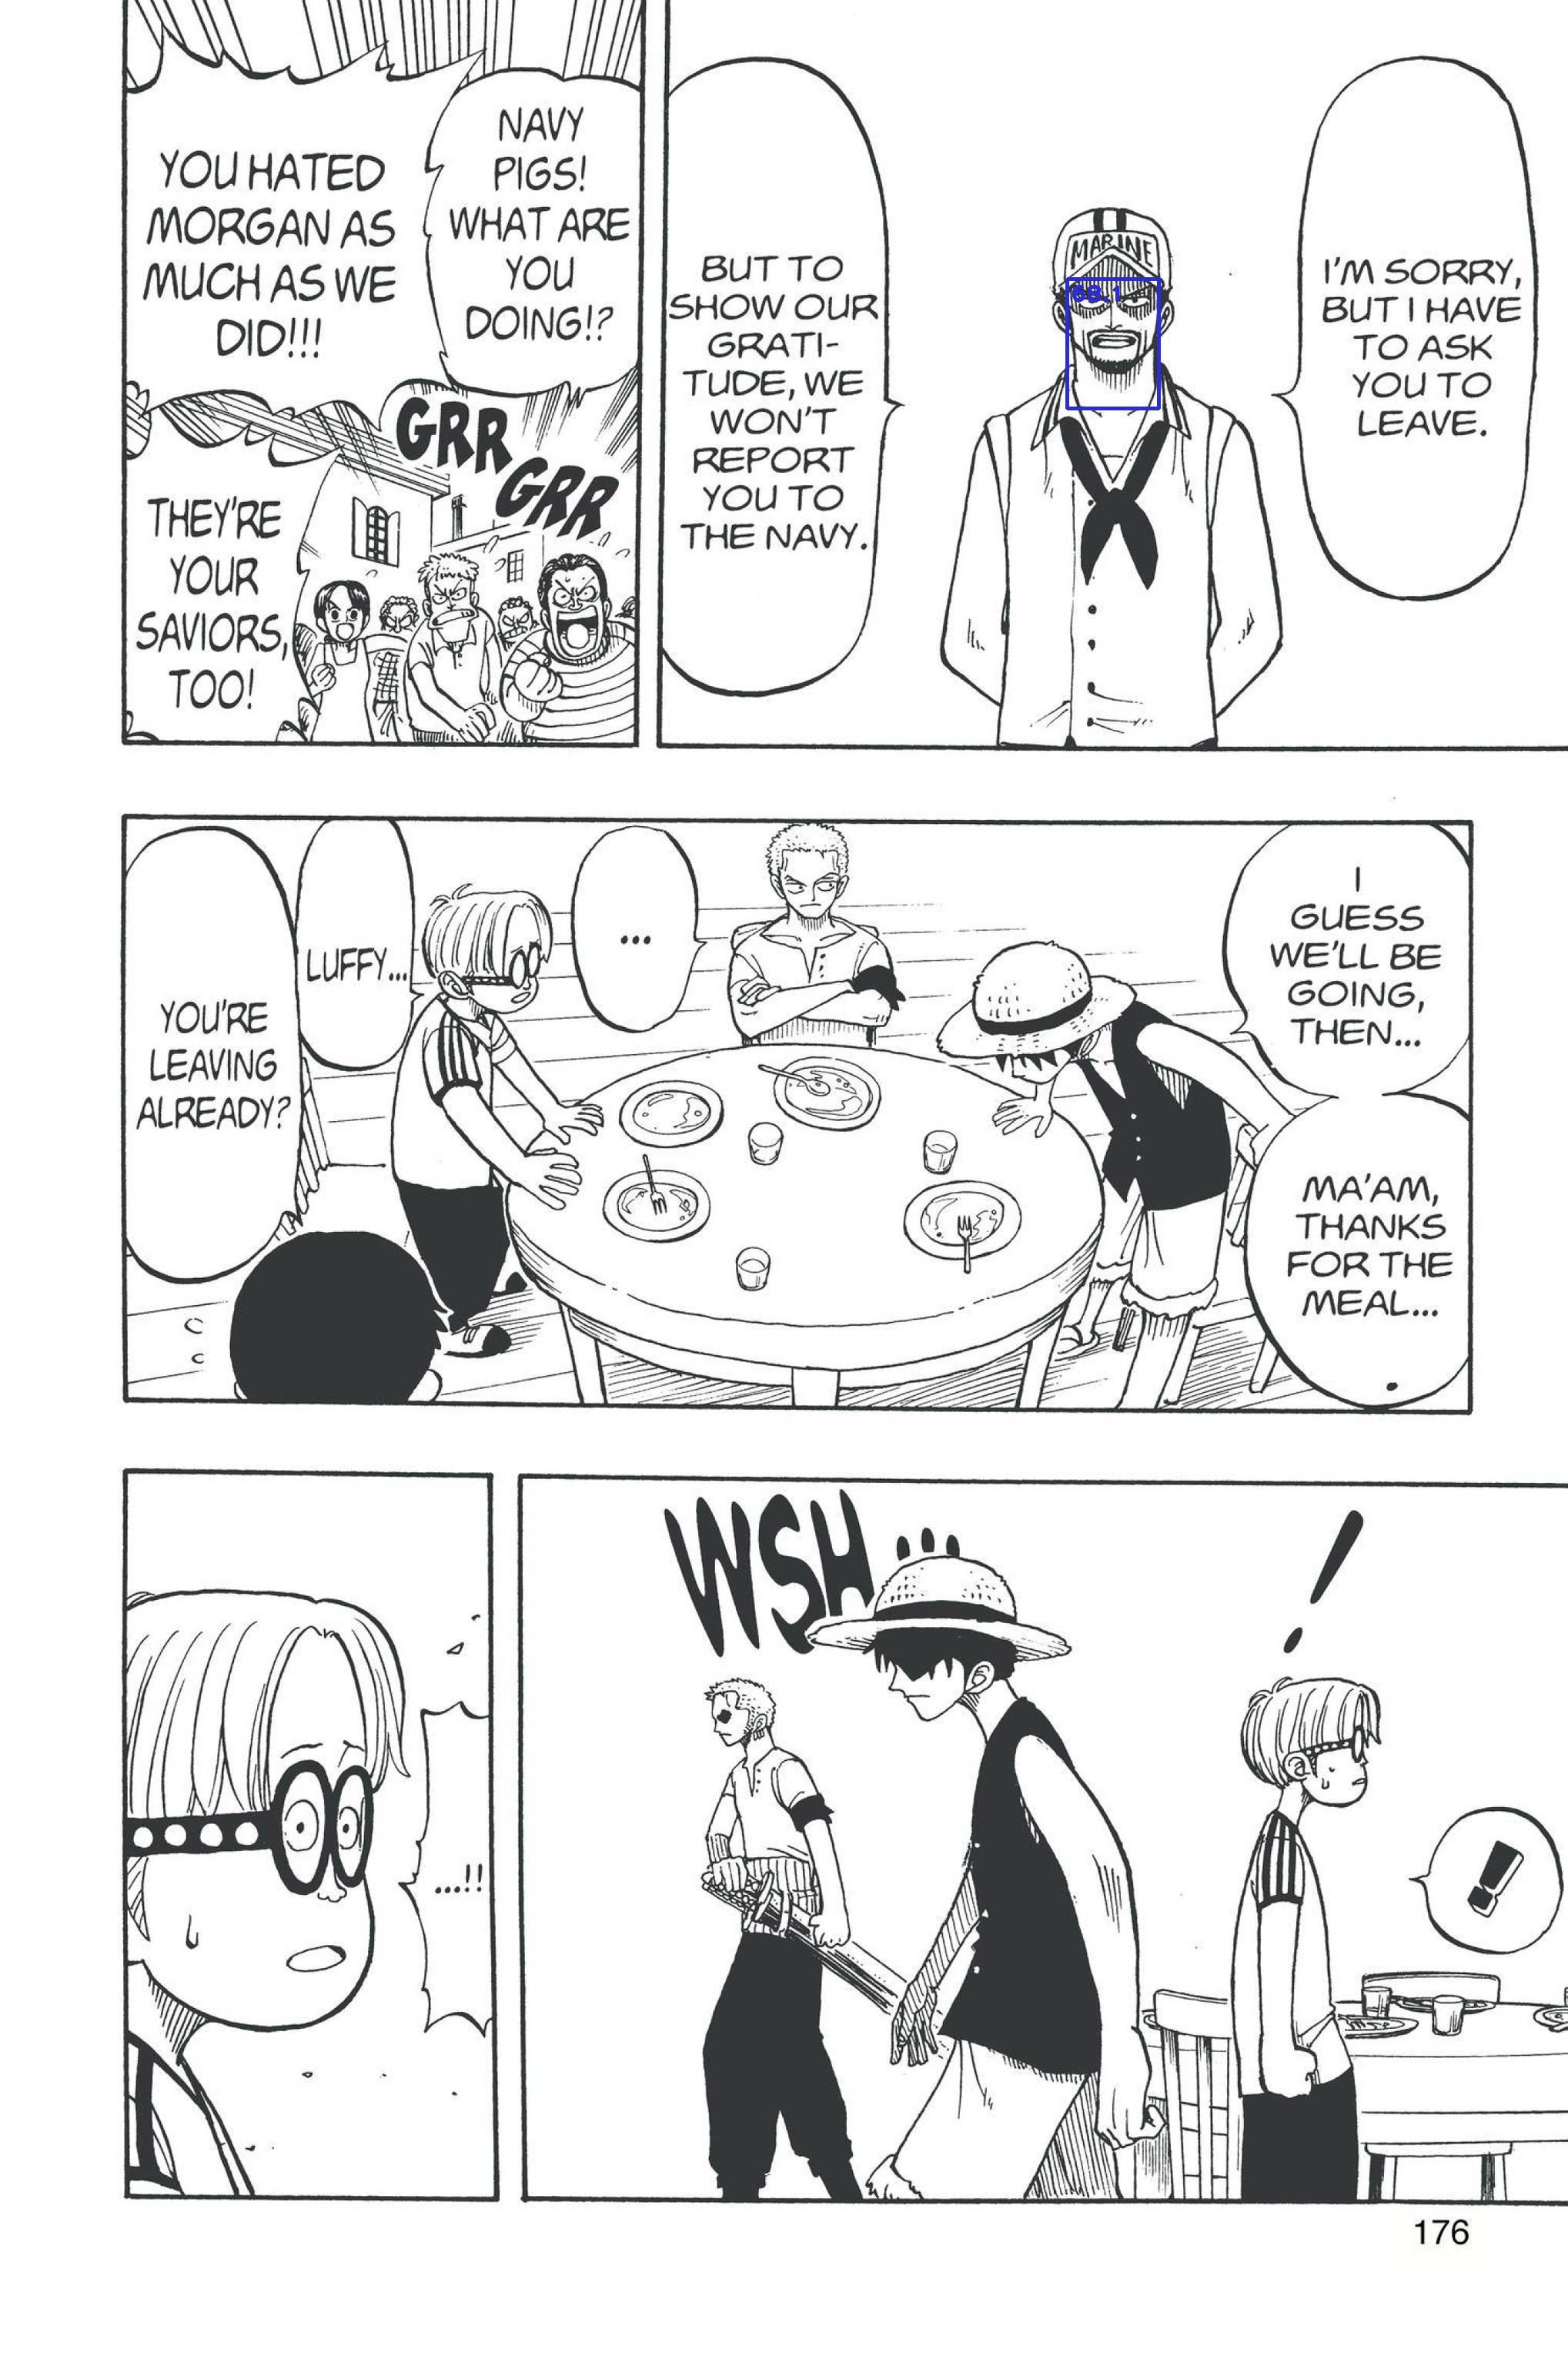 I'M SORRY,
BUT I HAVE
TO ASK
YOU TO
LEAVE.
MARINE
68.1
BUT TO
SHOW OUR
GRATI-
TUDE, WE
WON'T
REPORT
YOU TO
THE NAVY.
NAVY
PIGS!
WHAT ARE
YOU
DOING!?
YOU HATED
MORGAN AS
MUCH AS WE
DID!!!
GRR
GRR
THEY'RE
YOUR
SAVIORS,
TOO!
I
GUESS
WE'LL BE
GOING,
THEN...
MA'AM,
THANKS
FOR THE
MEAL...
...
LUFFY...
YOU'RE
LEAVING
ALREADY?
!
!
WSH
...!!
176